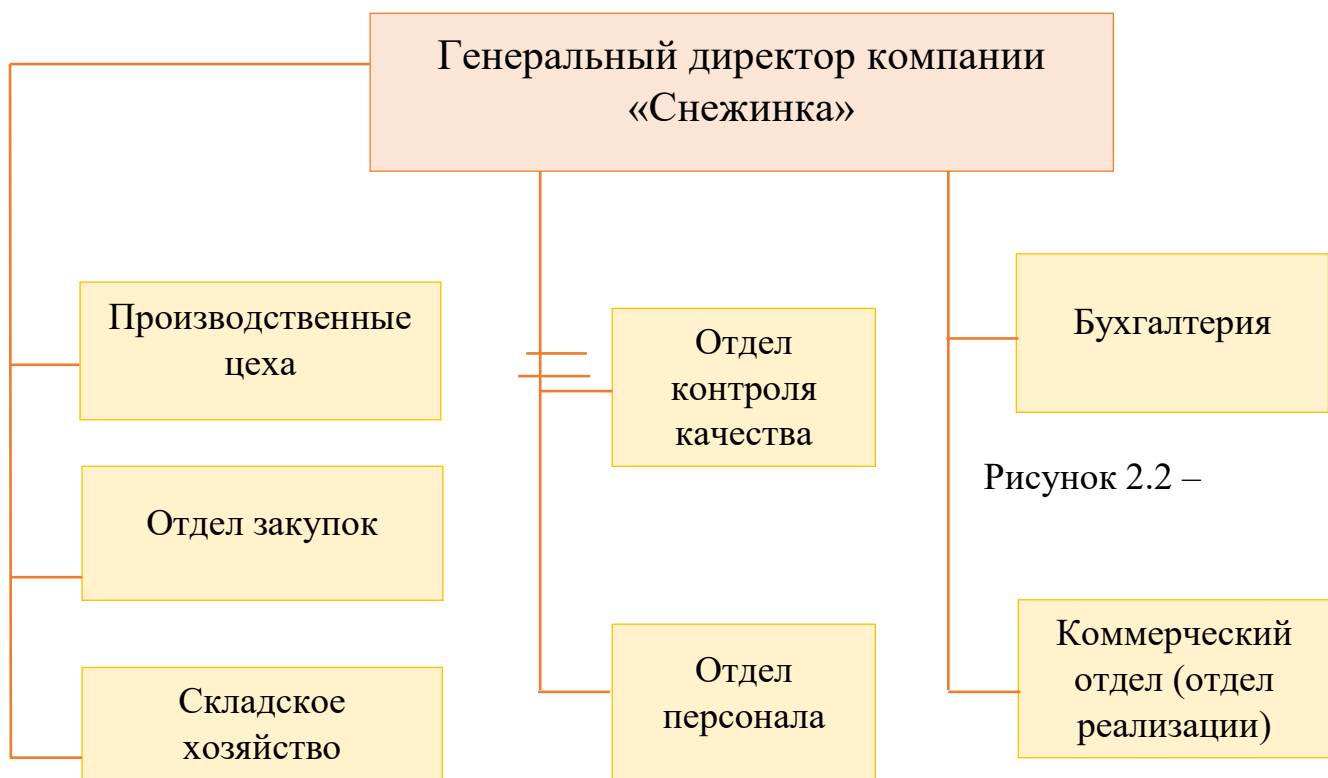 Генеральный директор компании
«Снежинка»
Производственные
цеха
Отдел закупок
Складское
хозяйство
Отдел
контроля
качества
Отдел
персонала
Бухгалтерия
Рисунок 2.2 –
Коммерческий
отдел (отдел
реализации)